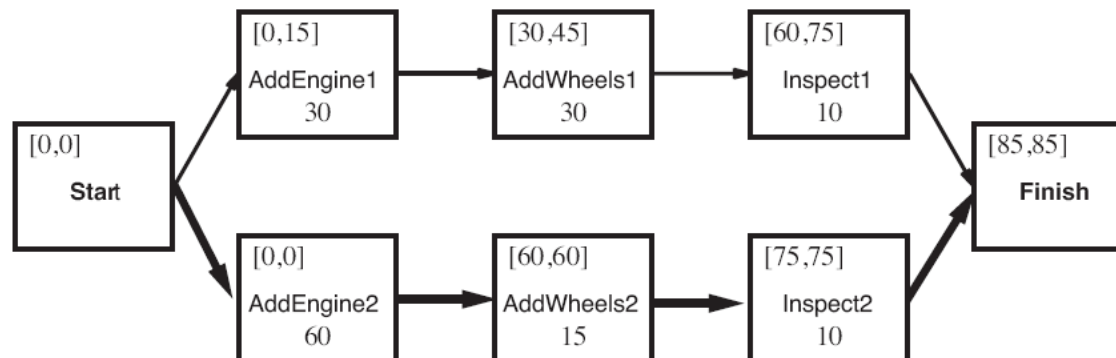 [0,15]
AddEngine1
30
[30,45]
AddWheels1
30
[60,75]
Inspect1
10
[0,0]
Start
[85,85]
Finish
[0,0]
AddEngine2
60
[60,60]
AddWheels2
15
[75,75]
Inspect2
10